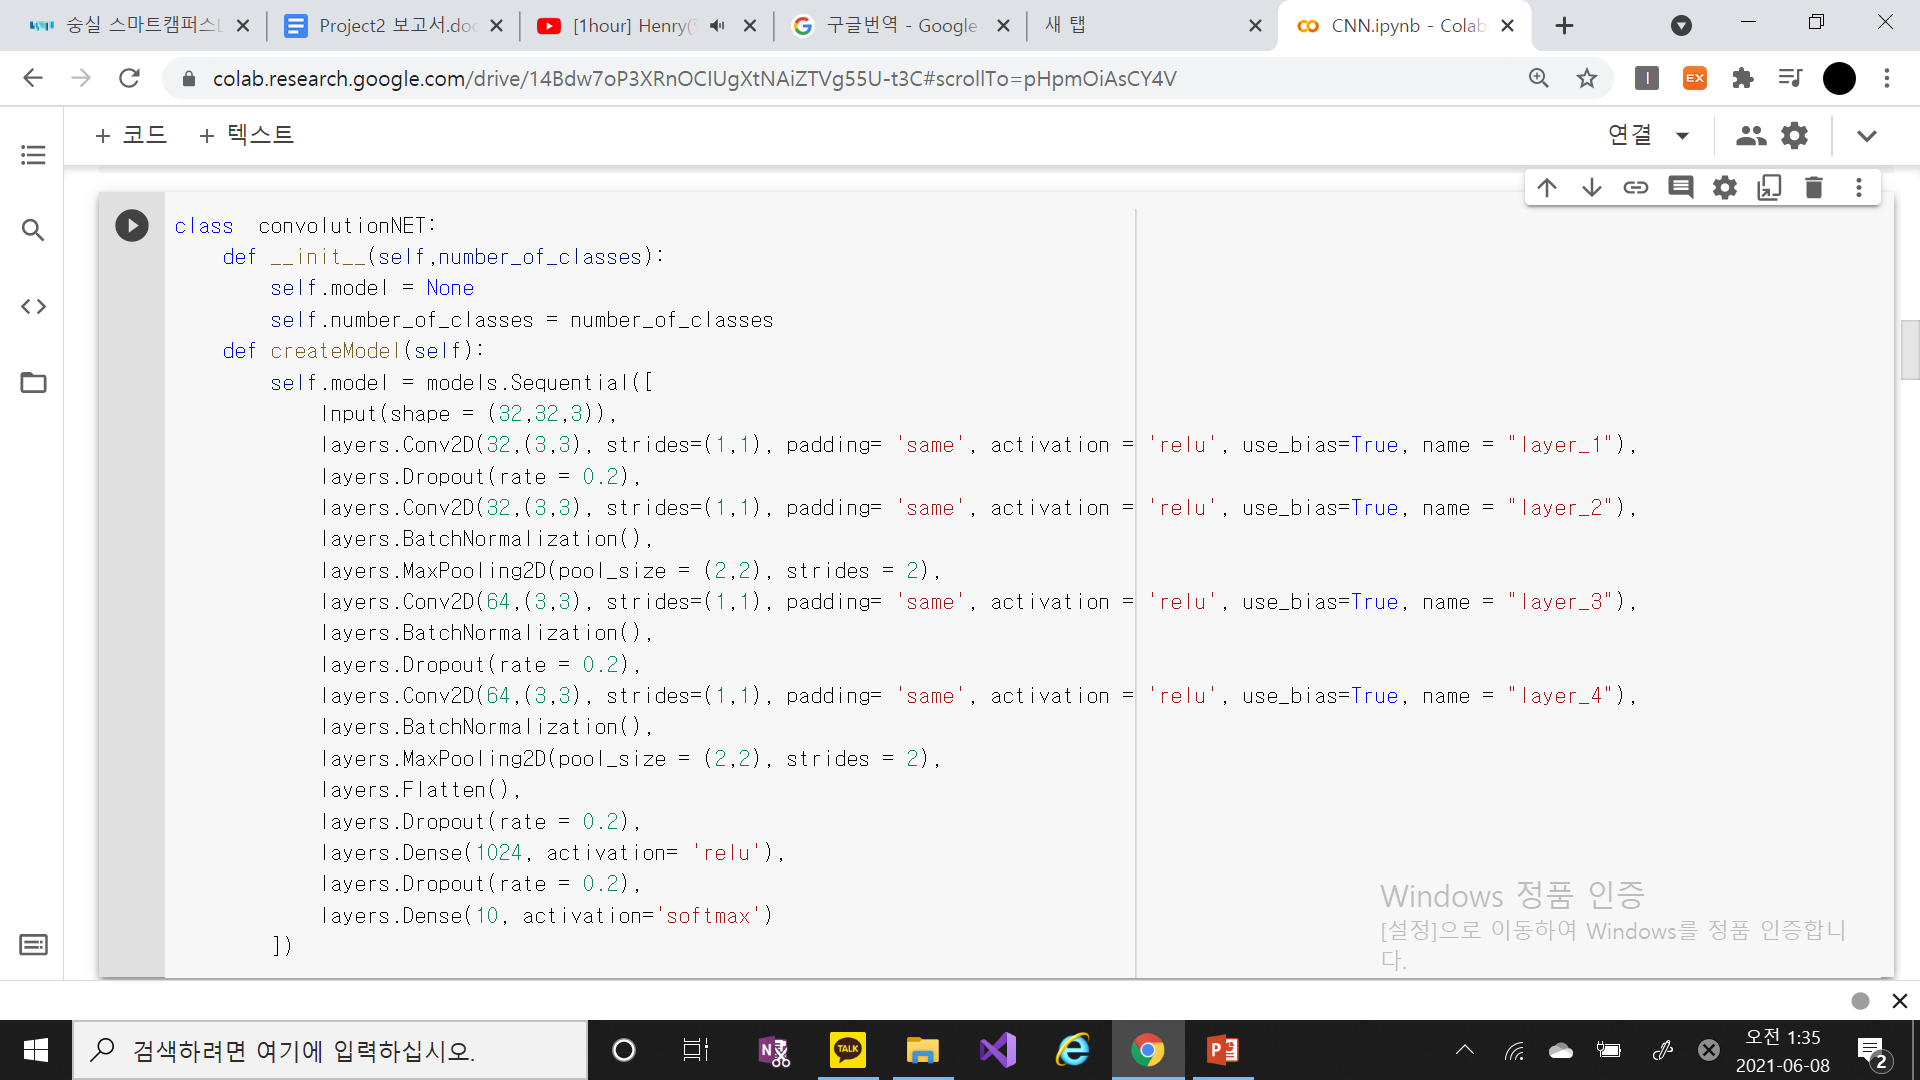 숭실 스마트캠퍼스L
Project2 보고서.doc
[1hour] Henry(
구글번역 - Google
새 탭
CNN.ipynb - Colab
colab.research.google.com/drive/14Bdw7oP3XRnOCIUgXtNAiZTVg55U-t3C#scrollTo=pHpmOiAsCY4V
EX
+ 코드 + 텍스트
연결
class convolutionNET:
def __init__(self,number_of_classes):
self.model = None
self.number_of_classes = number_of_classes
def createModel(self):
self.model = models.Sequential([
Input(shape = (32,32,3)),
layers.Conv2D(32,(3,3), strides=(1,1), padding= 'same', activation = 'relu', use_bias=True, name = "layer_1"),
layers.Dropout(rate = 0.2),
layers.Conv2D(32,(3,3), strides=(1,1), padding= 'same', activation = 'relu', use_bias=True, name = "layer_2"),
layers.BatchNormalization(),
layers.MaxPooling2D(pool_size = (2,2), strides = 2),
layers.Conv2D(64,(3,3), strides=(1,1), padding= 'same', activation = 'relu', use_bias=True, name = "layer_3"),
layers.BatchNormalization(),
layers.Dropout(rate = 0.2),
layers.Conv2D(64,(3,3), strides=(1,1), padding= 'same', activation = 'relu', use_bias=True, name = "layer_4"),
layers.BatchNormalization(),
layers.MaxPooling2D(pool_size = (2,2), strides = 2),
layers.Flatten(),
layers.Dropout(rate = 0.2),
layers.Dense(1024, activation= 'relu'),
layers.Dropout(rate = 0.2),
layers.Dense(10, activation='softmax')
])
Windows 정품 인증
[설정]으로 이동하여 Windows를 정품 인증합니
다.
검색하려면 여기에 입력하십시오.
N
TALK
오전 1:35
2021-06-08
2